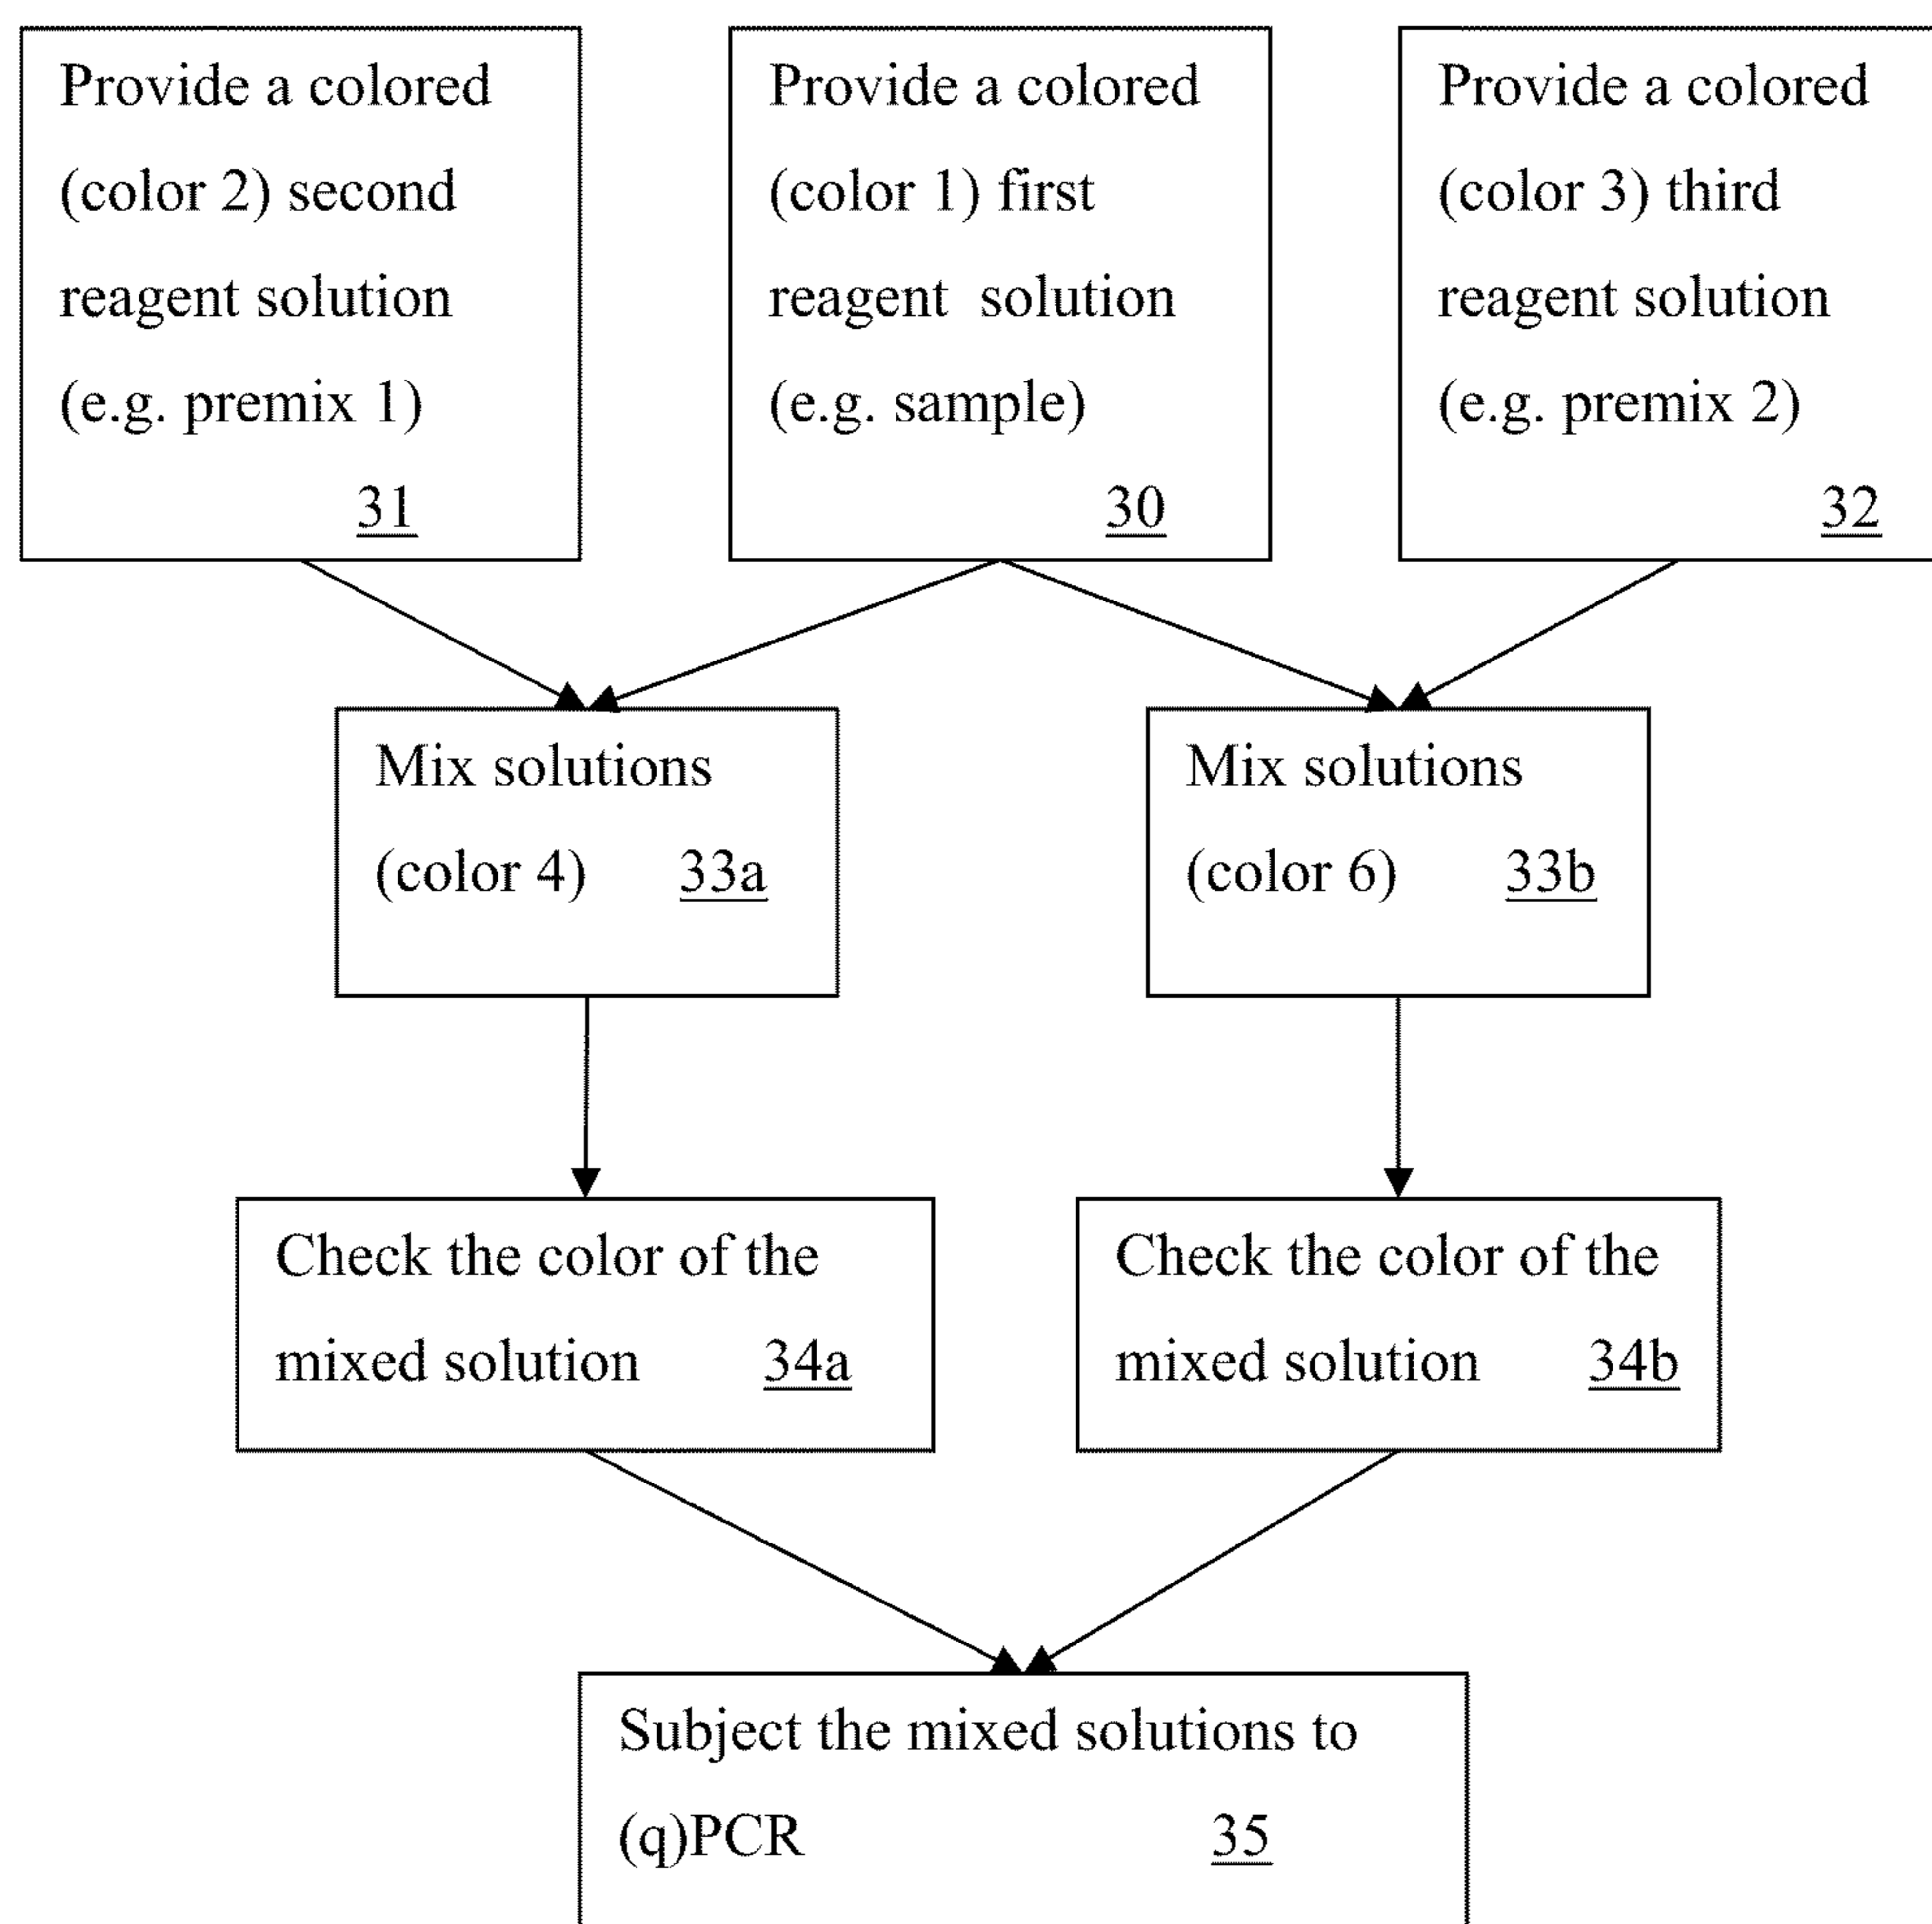 Provide a colored
(color 2) second
reagent solution
(e.g. premix 1)
31
Provide a colored
(color 1) first
reagent solution
(e.g. sample)
30
Provide a colored
(color 3) third
reagent solution
(e.g. premix 2)
32
Mix solutions
(color 4) 33a
Mix solutions
(color 6) 33b
Check the color of the
mixed solution 34a
Check the color of the
mixed solution 34b
Subject the mixed solutions to
(q)PCR 35